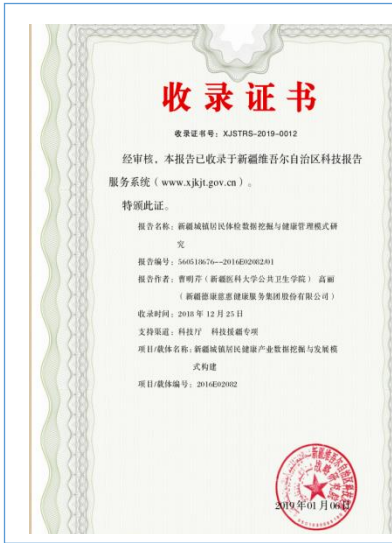 收录证书
收录证书号：XJSTRS-2019-0012
经审核，本报告已收录于新疆维吾尔自治区科技报告
服务系统（www.xjkjt.gov.cn）。
特颁此证。
报告名称：新疆城镇居民体检数据挖掘与健康管理模式研
究
报告编号：560518676--2016E02082/01
报告作者：曹明芹（新疆医科大学公共卫生学院） 高丽
（新疆德康慈惠健康服务集团股份有限公司）
收录时间：2018 年 12 月 25 日
支持渠道：科技厅 科技援疆专项
项目/载体名称：新疆城镇居民健康产业数据挖掘与发展模
式构建
项目/载体编号：2016E02082
2019年01月06日